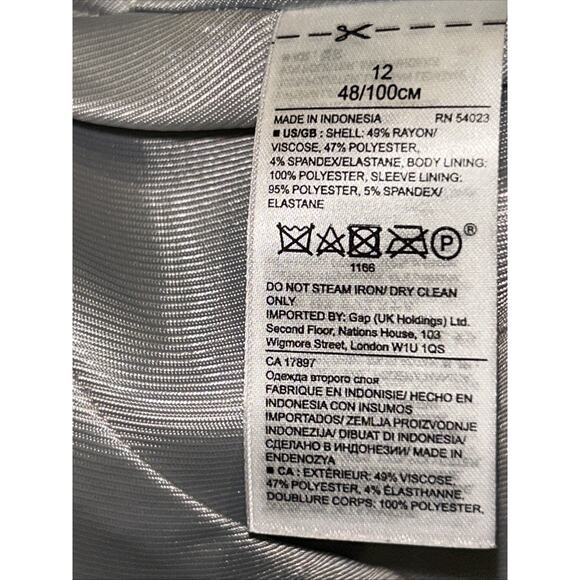 12
48/100CM
MADE IN INDONESIA RN 54023
■ US/GB : SHELL: 49% RAYON/
VISCOSE, 47% POLYESTER,
4% SPANDEX/ELASTANE, BODY LINING:
100% POLYESTER, SLEEVE LINING:
95% POLYESTER, 5% SPANDEX/
ELASTANE
P®
1166
DO NOT STEAM IRON/ DRY CLEAN
ONLY
IMPORTED BY: Gap (UK Holdings) Ltd.
Second Floor, Nations House, 103
Wigmore Street, London W1U 1QS
CA 17897
Одежда второго слоя
FABRIQUE EN INDONISIE/ HECHO EN
INDONESIA CON INSUMOS
IMPORTADOS/ ZEMLJA PROIZVODNJE
INDONEZIJA/ DIBUAT DI INDONESIA/
СДЕЛАНО В ИНДОНЕЗИИ/ MADE IN
ENDENOZYA
■ CA : EXTÉRIEUR: 49% VISCOSE,
47% POLYESTER, 4% ÉLASTHANNE,
DOUBLURE CORPS: 100% POLYESTER,